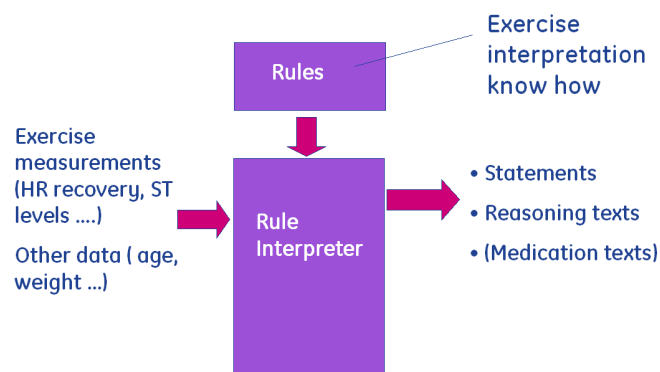 Exercise
interpretation
know how
Rules
Exercise
measurements
(HR recovery, ST
levels ....)
Other data ( age,
weight ...)
Rule
Interpreter
• Statements
• Reasoning texts
• (Medication texts)